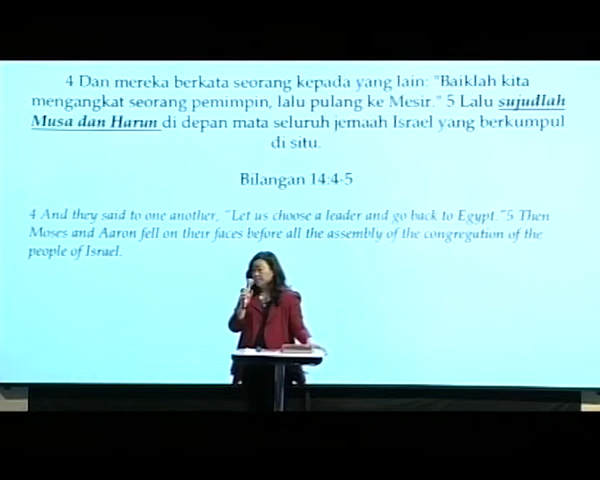 4 Dan mereka berkata seorang kepada yang lain: "Baiklah kita
mengangkat seorang pemimpin, lalu pulang ke Mesir." 5 Lalu sujudlah
Musa dan Harun di depan mata seluruh jemaah Israel yang berkumpul
di situ.
Bilangan 14:4-5
4 And they said to one another, "Let us choose a leader and go back to Egypt."5 Then
Moses and Aaron fell on their faces before all the assembly of the congregation of the
people of Israel.